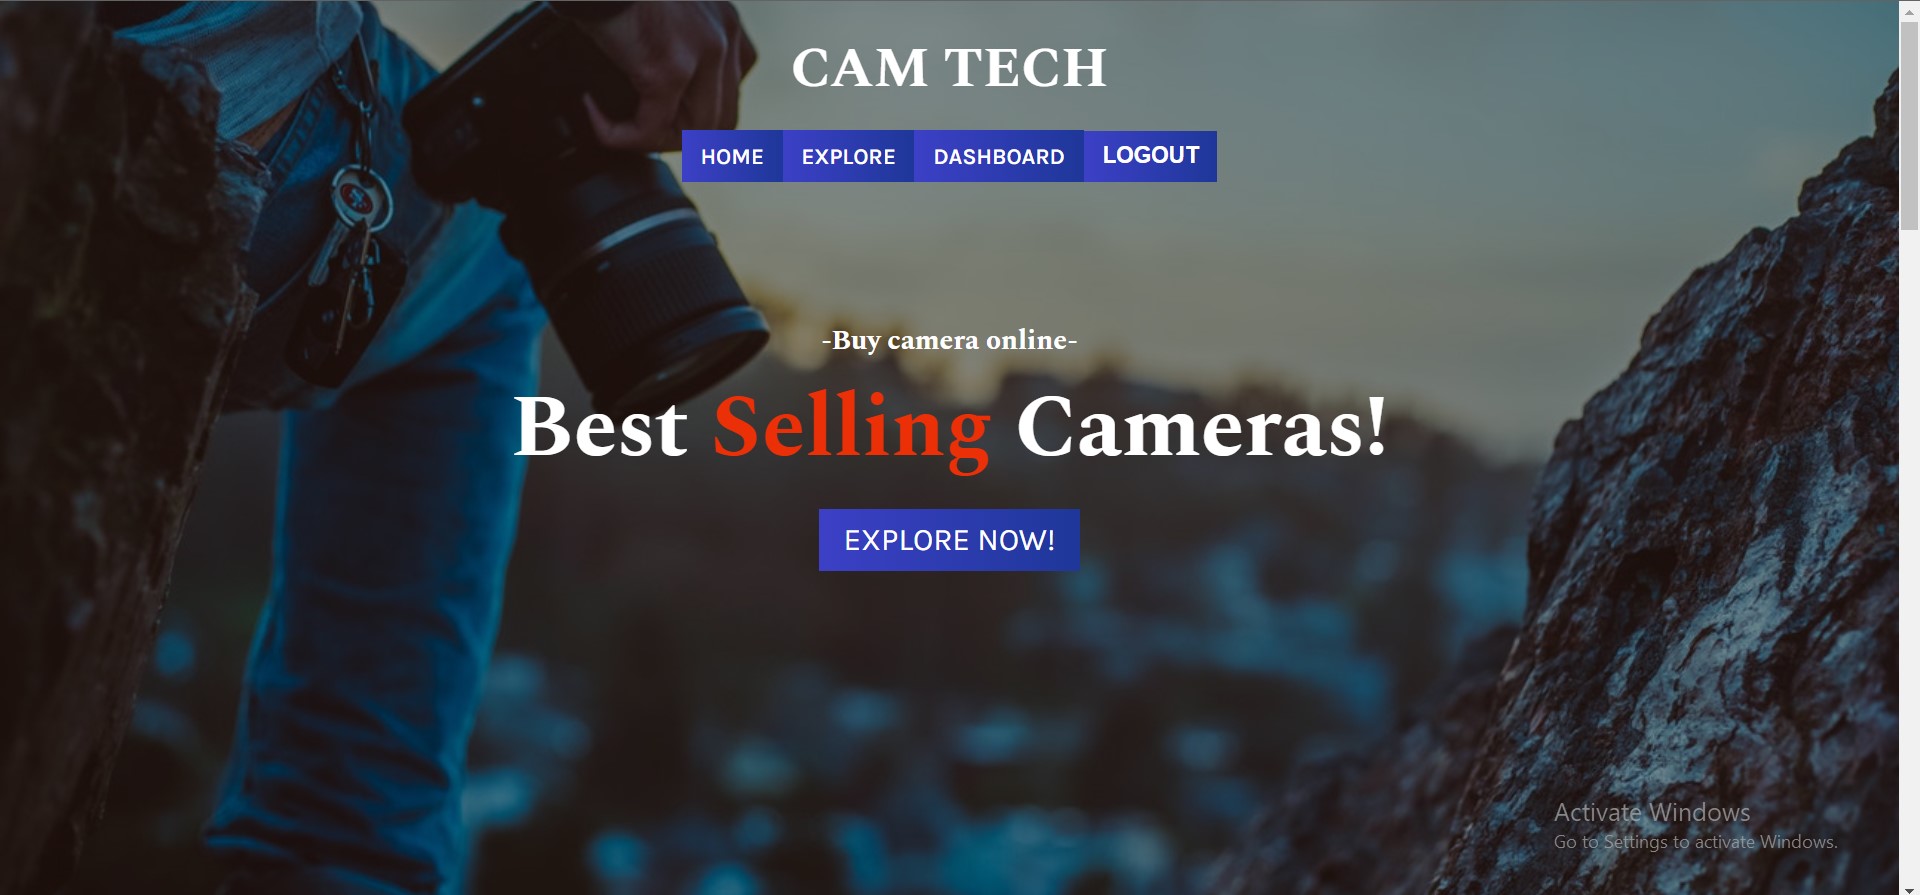 CAM TECH
HOME EXPLORE DASHBOARD LOGOUT
-Buy camera online-
Best Selling Cameras!
EXPLORE NOW!
Activate Windows
Go to Settings to activate Windows.